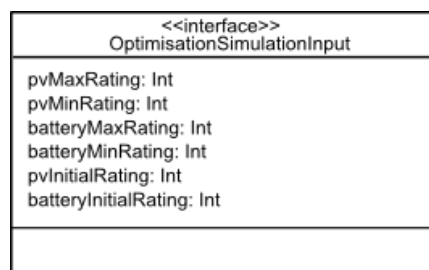 <<interface>>
OptimisationSimulationInput
pvMaxRating: Int
pvMinRating: Int
batteryMaxRating: Int
batteryMinRating: Int
pvInitialRating: Int
batteryInitialRating: Int